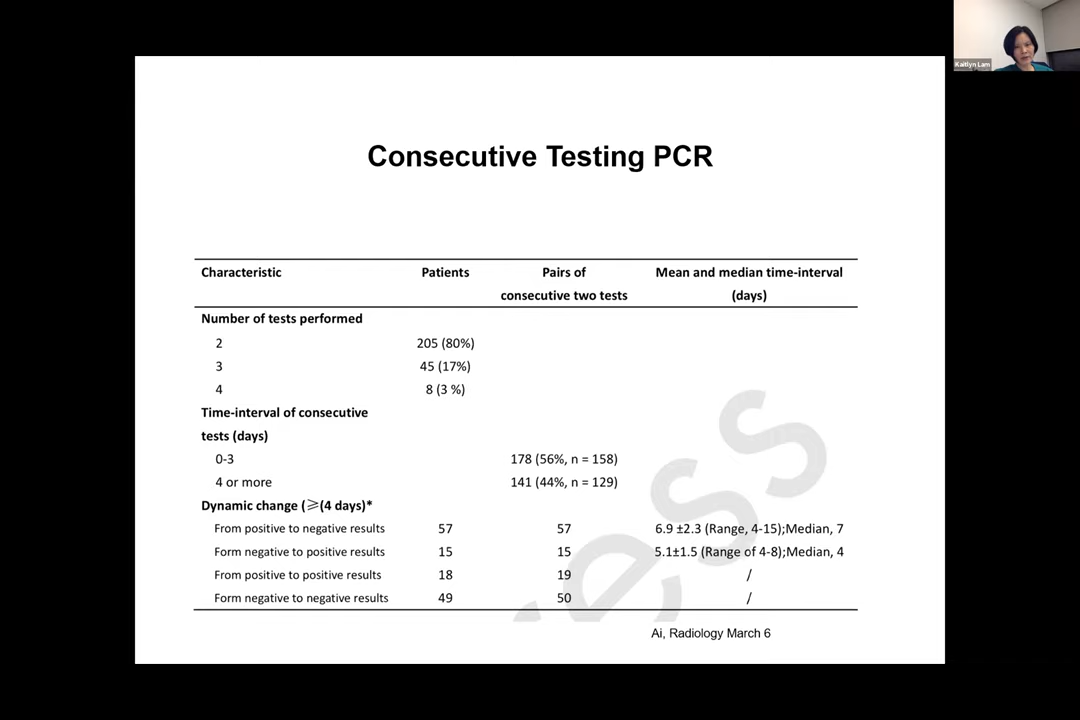 Kaitlyn Lam
Consecutive Testing PCR
Characteristic Patients Pairs of Mean and median time-interval
consecutive two tests (days)
Number of tests performed
2 205 (80%)
3 45 (17%)
4 8 (3 %)
Time-interval of consecutive
tests (days)
0-3 178 (56%, n = 158)
4 or more 141 (44%, n = 129)
Dynamic change (≥(4 days)*
From positive to negative results 57 57 6.9 ±2.3 (Range, 4-15);Median, 7
Form negative to positive results 15 15 5.1±1.5 (Range of 4-8);Median, 4
From positive to positive results 18 19 /
Form negative to negative results 49 50 /
ess
Ai, Radiology March 6